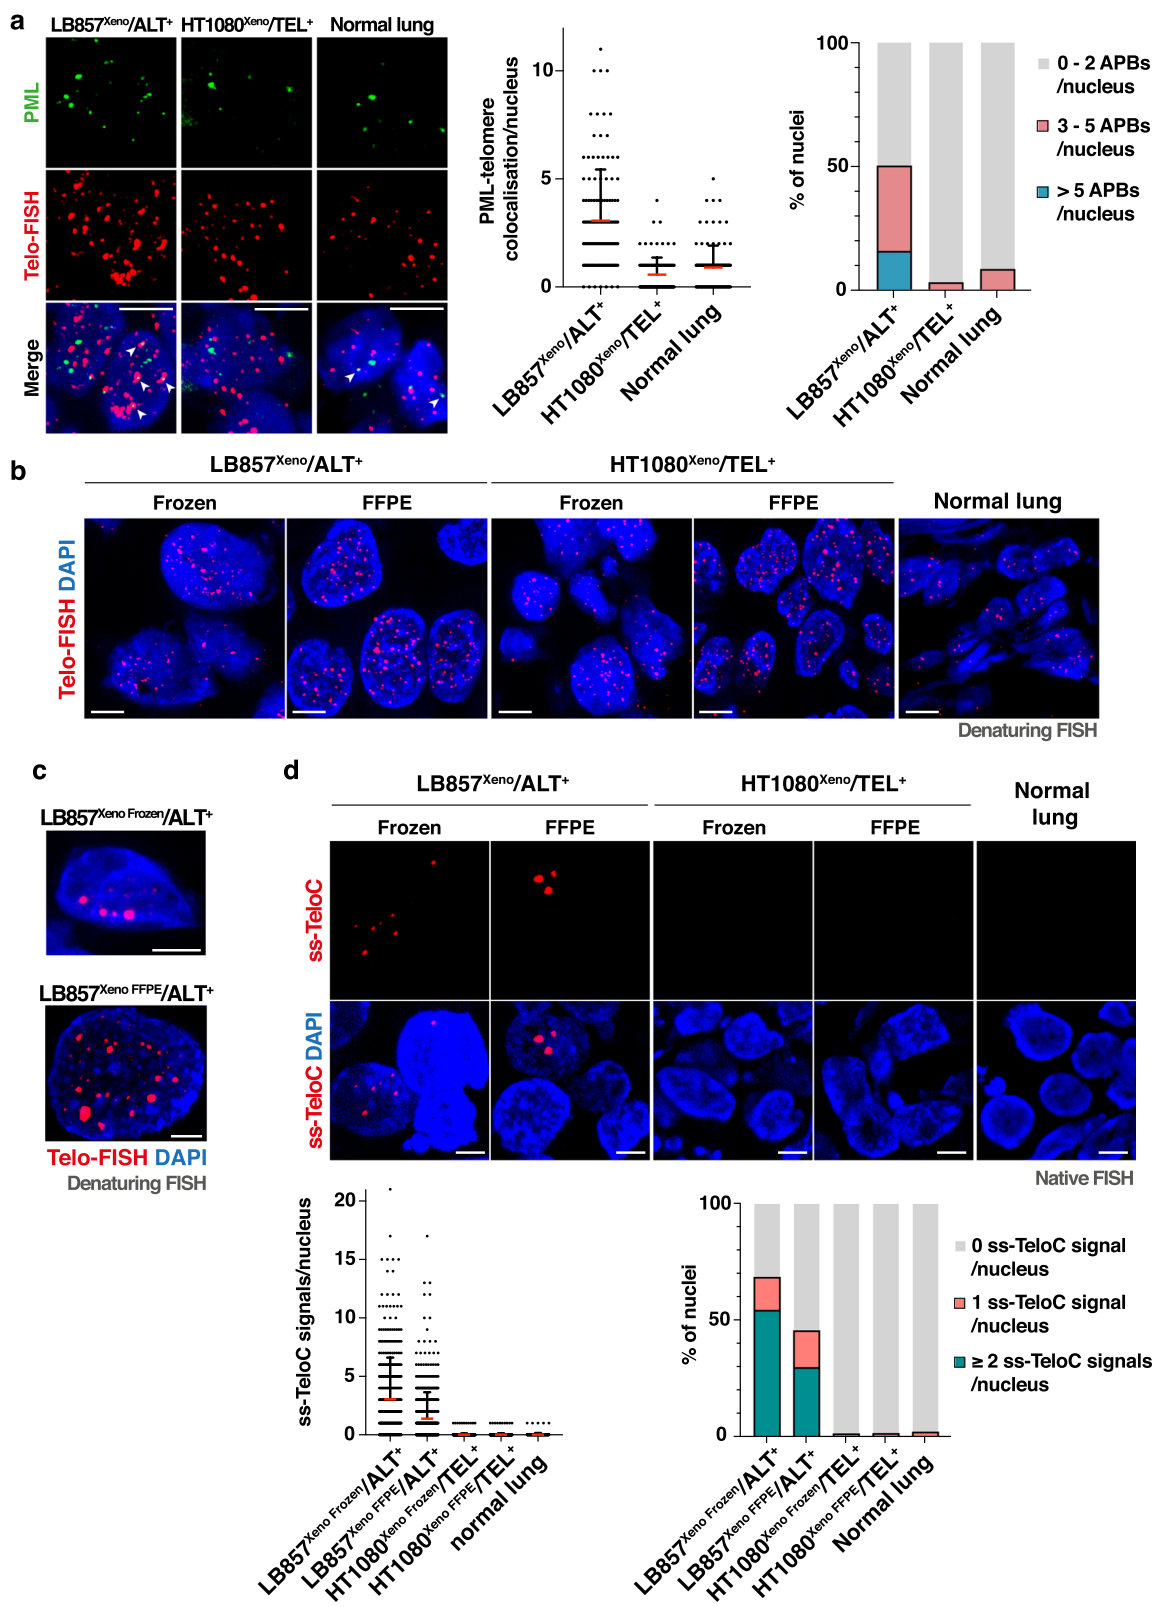 a
LB857Xeno/ALT+ HT1080Xeno/TEL+ Normal lung
PML
Telo-FISH
Merge
PML-telomere
colocalisation/nucleus
10
5
0
LB857Xeno/ALT+
HT1080Xeno/TEL+
Normal lung
% of nuclei
100
50
0
LB857Xeno/ALT+
HT1080Xeno/TEL+
Normal lung
0 - 2 APBs
/nucleus
3 - 5 APBs
/nucleus
> 5 APBs
/nucleus
b
LB857Xeno/ALT+ HT1080Xeno/TEL+
Frozen FFPE Frozen FFPE Normal lung
Telo-FISH DAPI
Denaturing FISH
c
LB857Xeno Frozen/ALT+
LB857Xeno FFPE/ALT+
Telo-FISH DAPI
Denaturing FISH
d
LB857Xeno/ALT+ HT1080Xeno/TEL+ Normal
lung
Frozen FFPE Frozen FFPE
ss-TeloC
ss-TeloC DAPI
Native FISH
ss-TeloC signals/nucleus
20
15
10
5
0
LB857Xeno Frozen/ALT+
LB857Xeno FFPE/ALT+
HT1080Xeno Frozen/TEL+
HT1080Xeno FFPE/TEL+
normal lung
% of nuclei
100
50
0
LB857Xeno Frozen/ALT+
LB857Xeno FFPE/ALT+
HT1080Xeno Frozen/TEL+
HT1080Xeno FFPE/TEL+
Normal lung
0 ss-TeloC signal
/nucleus
1 ss-TeloC signal
/nucleus
≥ 2 ss-TeloC signals
/nucleus